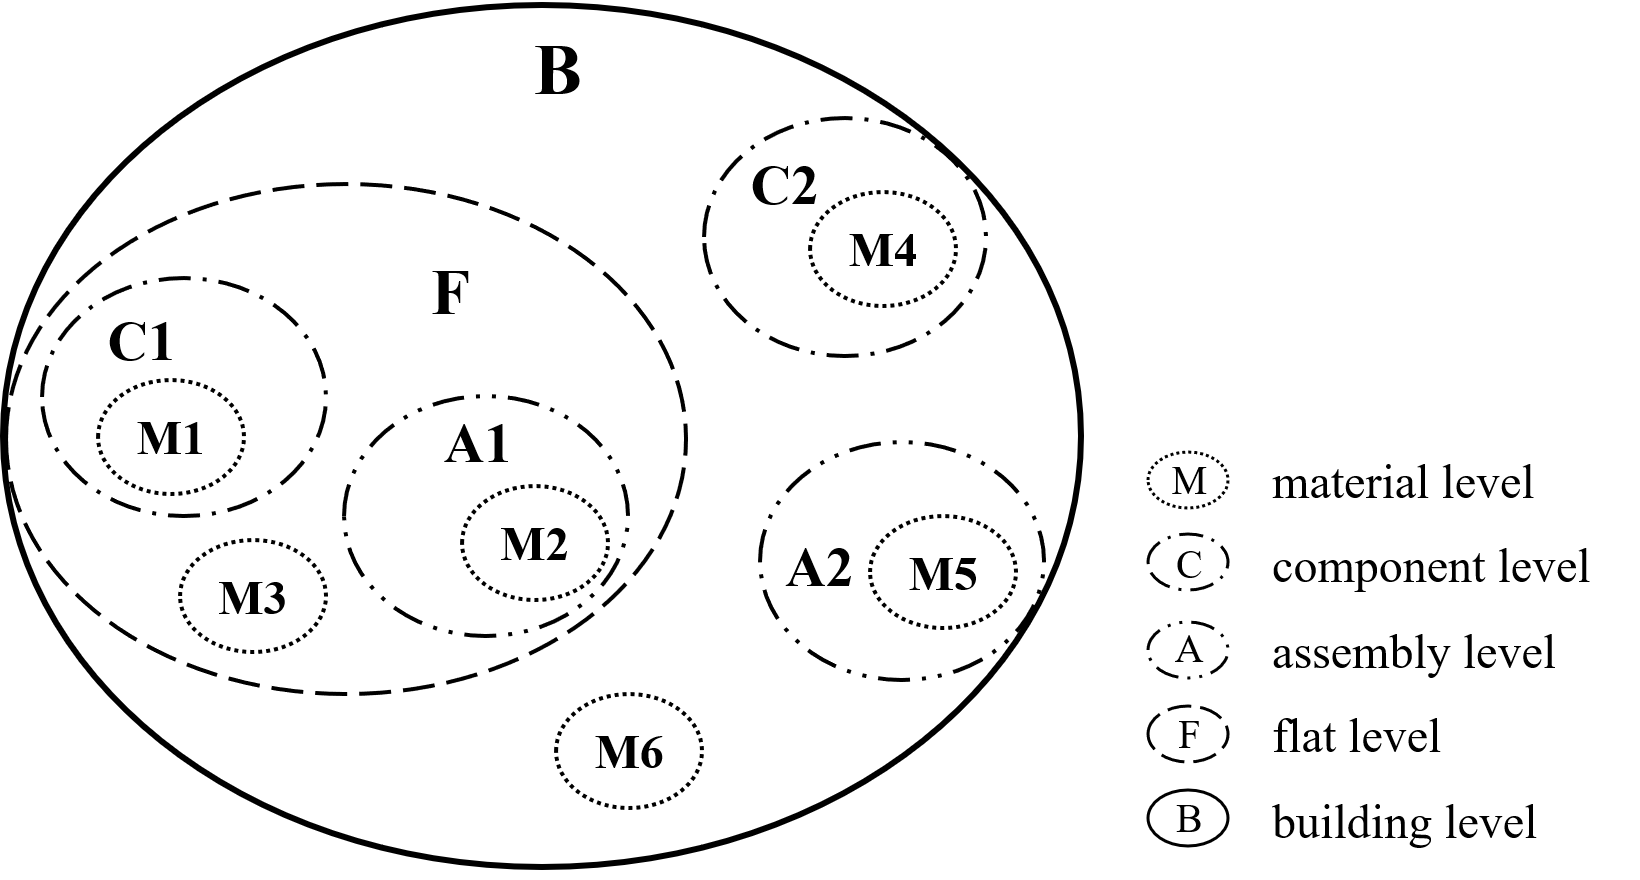 B
C2
M4
F
C1
M1
A1
M2
M3
A2
M5
M6
M material level
C component level
A assembly level
F flat level
B building level